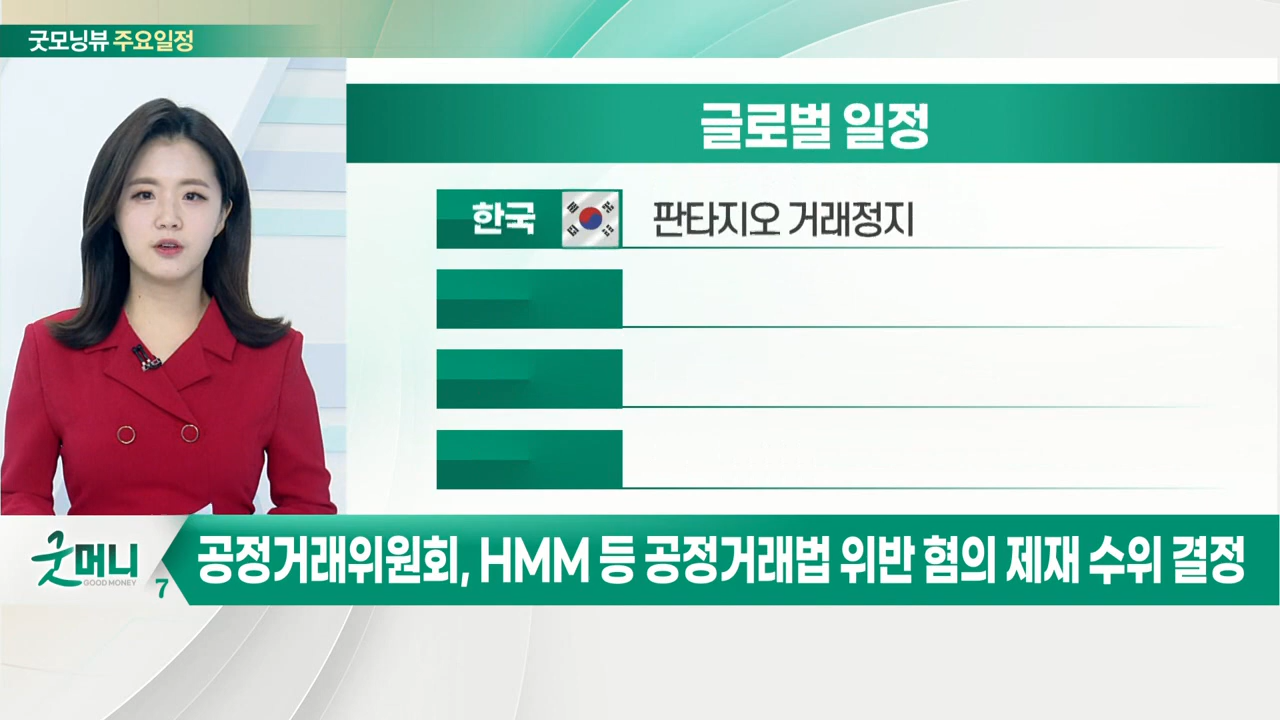 굿모닝뷰 주요일정
글로벌 일정
한국 판타지오 거래정지
굿머니
GOOD MONEY
7
공정거래위원회, HMM 등 공정거래법 위반 혐의 제재 수위 결정